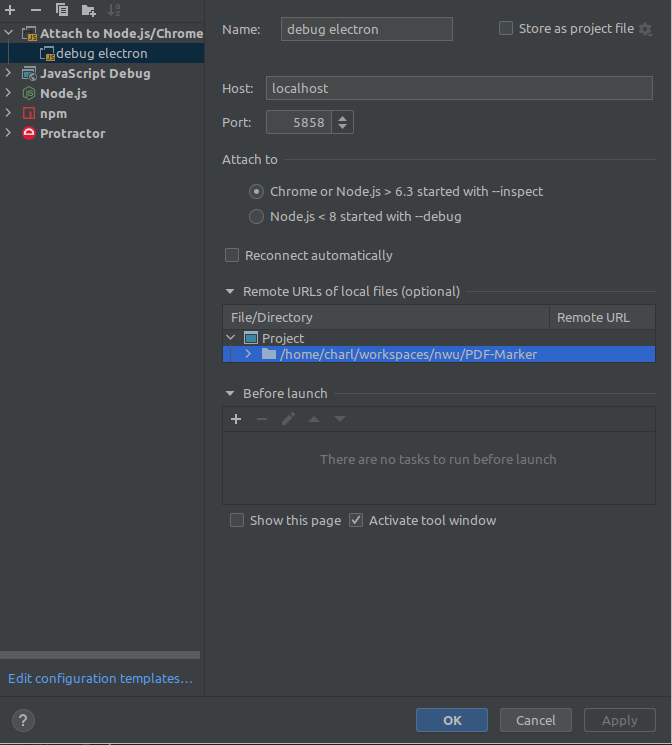 Attach to Node.js/Chrome
debug electron
JavaScript Debug
Node.js
npm
Protractor
Edit configuration templates...
Name: debug electron Store as project file
Host: localhost
Port: 5858
Attach to
Chrome or Node.js > 6.3 started with --inspect
Node.js < 8 started with --debug
Reconnect automatically
Remote URLs of local files (optional)
File/Directory Remote URL
Project
/home/charl/workspaces/nwu/PDF-Marker
Before launch
There are no tasks to run before launch
Show this page Activate tool window
? OK Cancel Apply